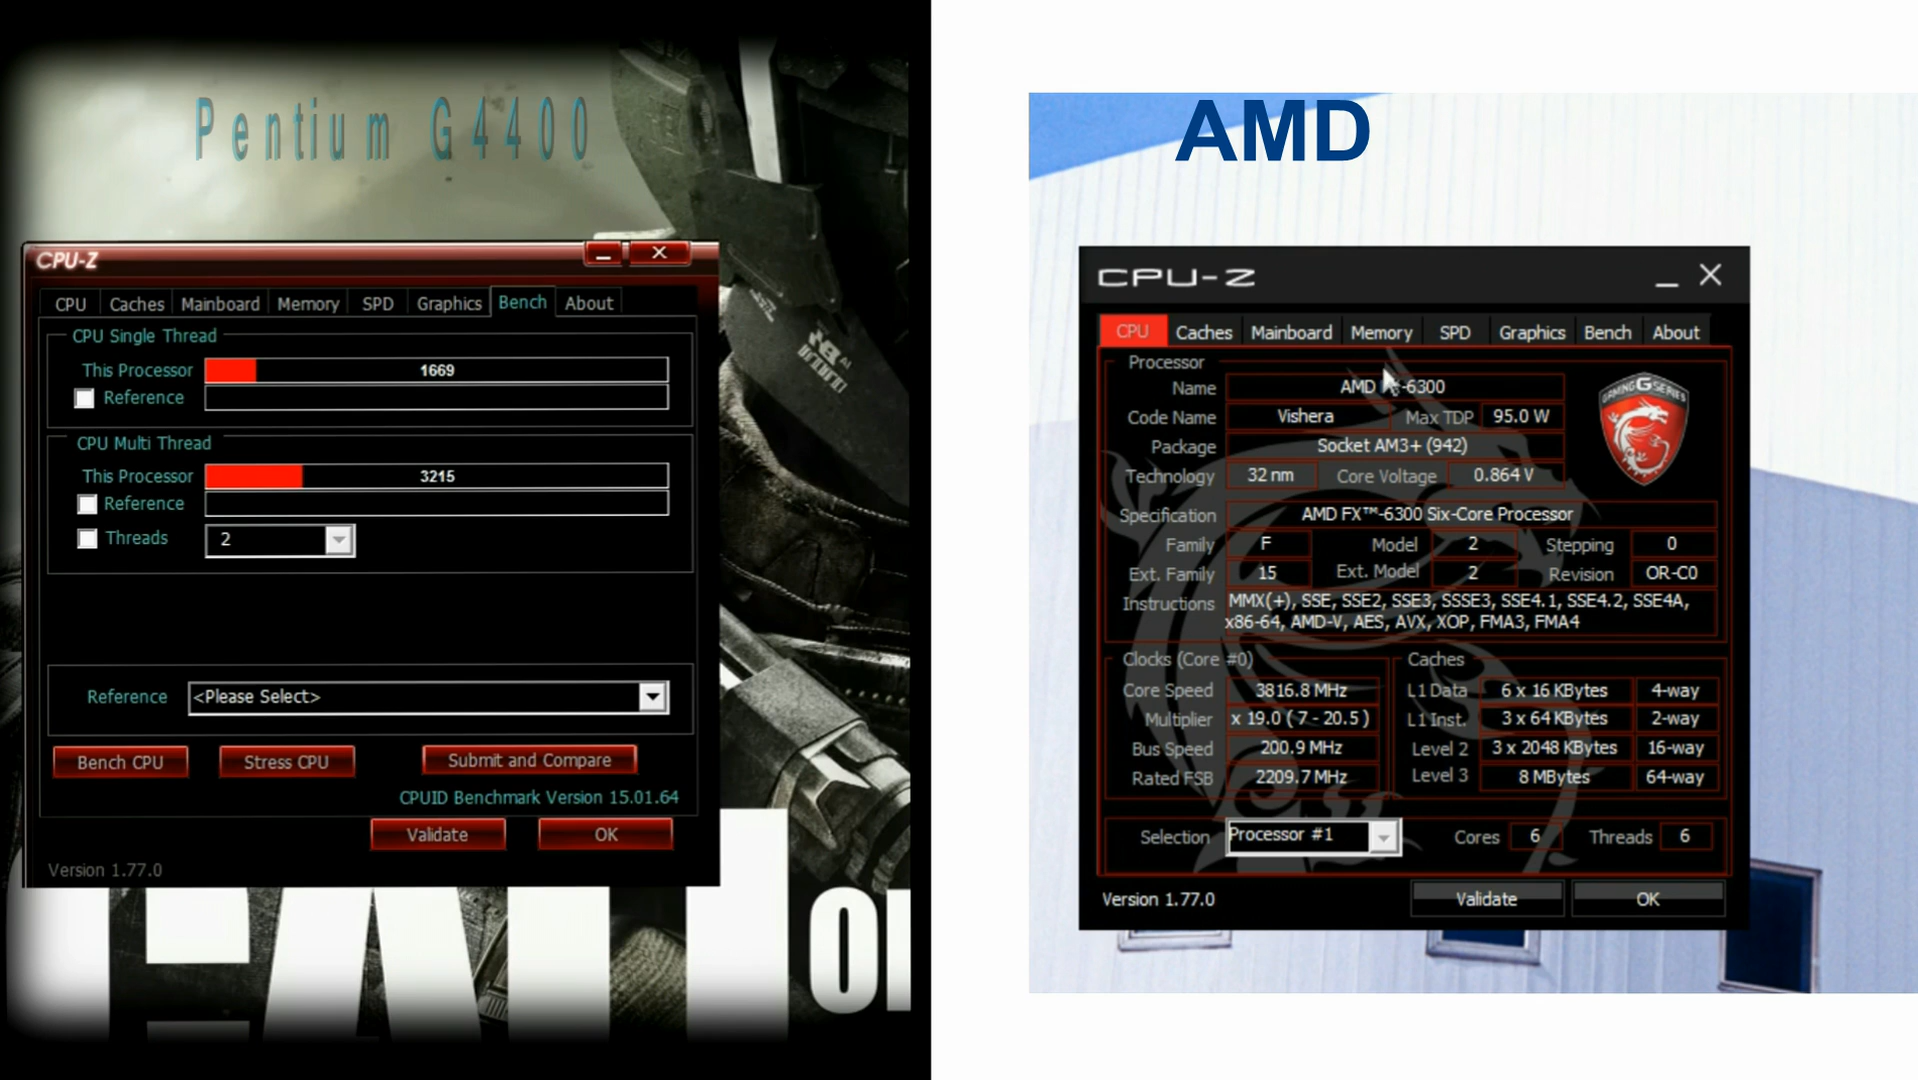 Pentium G4400
CPU-Z
CPU Caches Mainboard Memory SPD Graphics Bench About
CPU Single Thread
This Processor 1669
Reference
CPU Multi Thread
This Processor 3215
Reference
Threads 2
Reference <Please Select>
Bench CPU Stress CPU Submit and Compare
CPUID Benchmark Version 15.01.64
Validate OK
Version 1.77.0
AMD
CPU-Z
CPU Caches Mainboard Memory SPD Graphics Bench About
Processor
Name AMD -6300
Code Name Vishera Max TDP 95.0 W
Package Socket AM3+ (942)
Technology 32 nm Core Voltage 0.864 V
GAMING G SERIES
Specification AMD FX™-6300 Six-Core Processor
Family F Model 2 Stepping 0
Ext. Family 15 Ext. Model 2 Revision OR-C0
Instructions MMX(+), SSE, SSE2, SSE3, SSSE3, SSE4.1, SSE4.2, SSE4A,
x86-64, AMD-V, AES, AVX, XOP, FMA3, FMA4
Clocks (Core #0)
Core Speed 3816.8 MHz
Multiplier x 19.0 ( 7 - 20.5 )
Bus Speed 200.9 MHz
Rated FSB 2209.7 MHz
Caches
L1 Data 6 x 16 KBytes 4-way
L1 Inst. 3 x 64 KBytes 2-way
Level 2 3 x 2048 KBytes 16-way
Level 3 8 MBytes 64-way
Selection Processor #1 Cores 6 Threads 6
Version 1.77.0 Validate OK